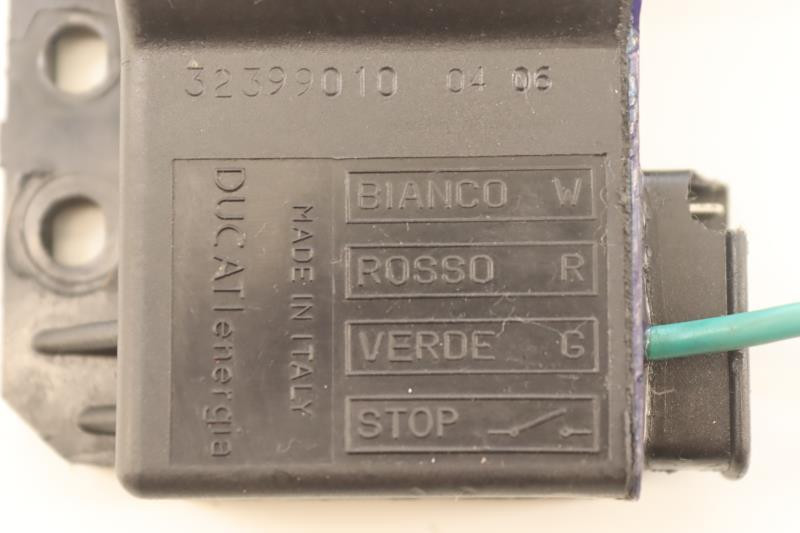 32399010 04 06
DUCATI energia
MADE IN ITALY
BIANCO W
ROSSO R
VERDE G
STOP